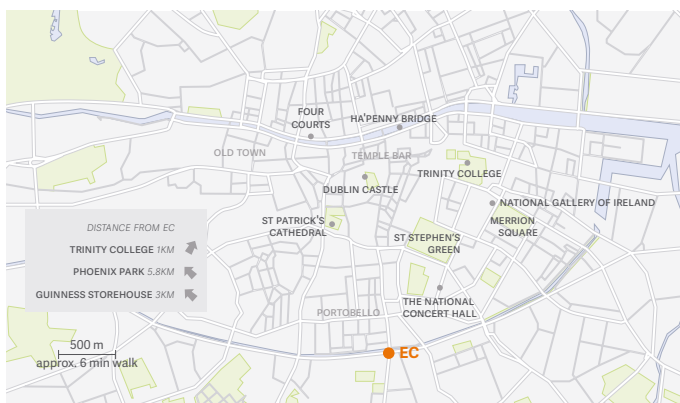 FOUR
COURTS
HA'PENNY BRIDGE
OLD TOWN
TEMPLE BAR
TRINITY COLLEGE
DUBLIN CASTLE
NATIONAL GALLERY OF IRELAND
ST PATRICK'S
CATHEDRAL
MERRION
SQUARE
ST STEPHEN'S
GREEN
DISTANCE FROM EC
TRINITY COLLEGE 1KM
PHOENIX PARK 5.8KM
GUINNESS STOREHOUSE 3KM
THE NATIONAL
CONCERT HALL
PORTOBELLO
500 m
approx. 6 min walk
EC